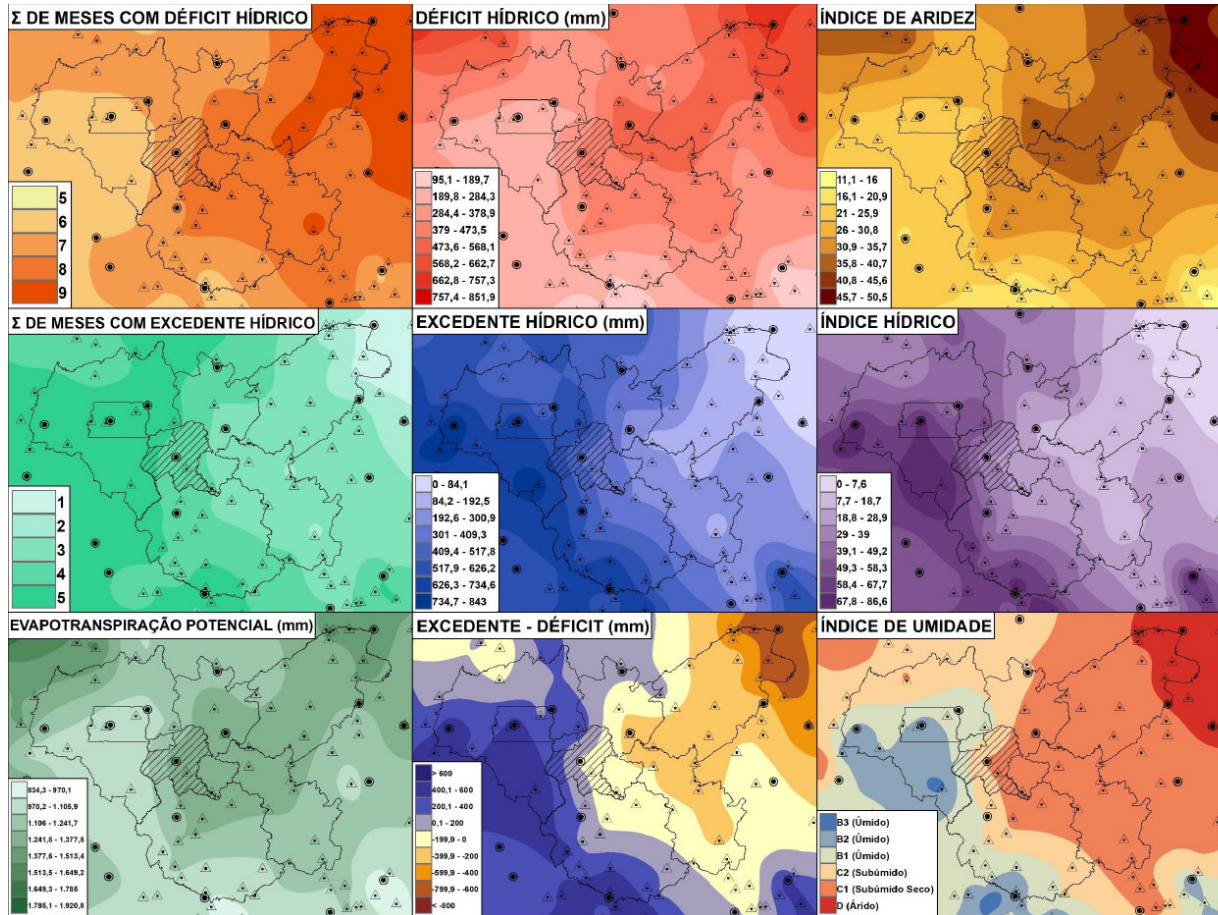 Σ DE MESES COM DÉFICIT HÍDRICO
5
6
7
8
9
DÉFICIT HÍDRICO (mm)
95,1 - 189,7
189,8 - 284,3
284,4 - 378,9
379 - 473,5
473,6 - 568,1
568,2 - 662,7
662,8 - 757,3
757,4 - 851,9
ÍNDICE DE ARIDEZ
11,1 - 16
16,1 - 20,9
21 - 25,9
26 - 30,8
30,9 - 35,7
35,8 - 40,7
40,8 - 45,6
45,7 - 50,5
Σ DE MESES COM EXCEDENTE HÍDRICO
1
2
3
4
5
EXCEDENTE HÍDRICO (mm)
0 - 84,1
84,2 - 192,5
192,6 - 300,9
301 - 409,3
409,4 - 517,8
517,9 - 626,2
626,3 - 734,6
734,7 - 843
ÍNDICE HÍDRICO
0 - 7,6
7,7 - 18,7
18,8 - 28,9
29 - 39
39,1 - 49,2
49,3 - 58,3
58,4 - 67,7
67,8 - 86,6
EVAPOTRANSPIRAÇÃO POTENCIAL (mm)
834,3 - 970,1
970,2 - 1.105,9
1.106 - 1.241,7
1.241,8 - 1.377,5
1.377,6 - 1.513,4
1.513,5 - 1.649,2
1.649,3 - 1.785
1.785,1 - 1.920,8
EXCEDENTE - DÉFICIT (mm)
> 600
400,1 - 600
200,1 - 400
0,1 - 200
-199,9 - 0
-399,9 - -200
-599,9 - -400
-799,9 - -600
< -800
ÍNDICE DE UMIDADE
B3 (Úmido)
B2 (Úmido)
B1 (Úmido)
C2 (Subúmido)
C1 (Subúmido Seco)
D (Árido)